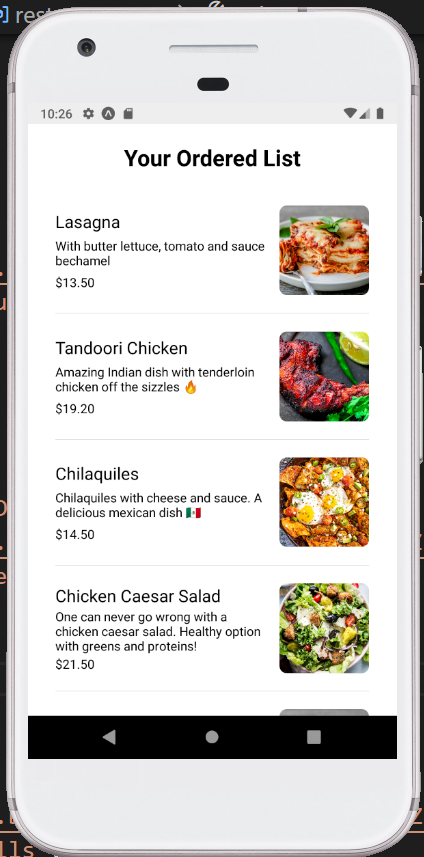 rest
10:26
Your Ordered List
Lasagna
With butter lettuce, tomato and sauce
bechamel
$13.50
Tandoori Chicken
Amazing Indian dish with tenderloin
chicken off the sizzles 🔥
$19.20
Chilaquiles
Chilaquiles with cheese and sauce. A
delicious mexican dish 🇲🇽
$14.50
Chicken Caesar Salad
One can never go wrong with a
chicken caesar salad. Healthy option
with greens and proteins!
$21.50
lls